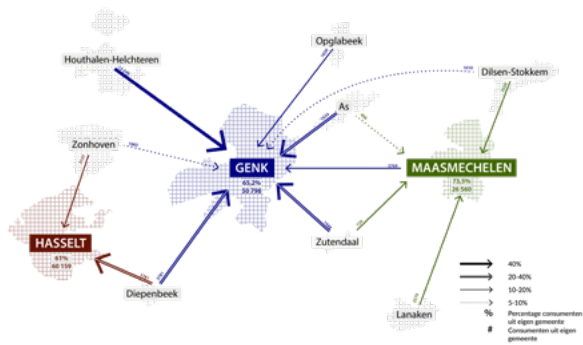 Opglabeek
Houthalen-Helchteren
Dilsen-Stokkem
As
Zonhoven
GENK
65,2%
50 798
MAASMECHELEN
73,5%
26 560
HASSELT
61%
60 159
Zutendaal
Diepenbeek
Lanaken
40%
20-40%
10-20%
5-10%
% Percentage consumenten
uit eigen gemeente
# Consumenten uit eigen
gemeente